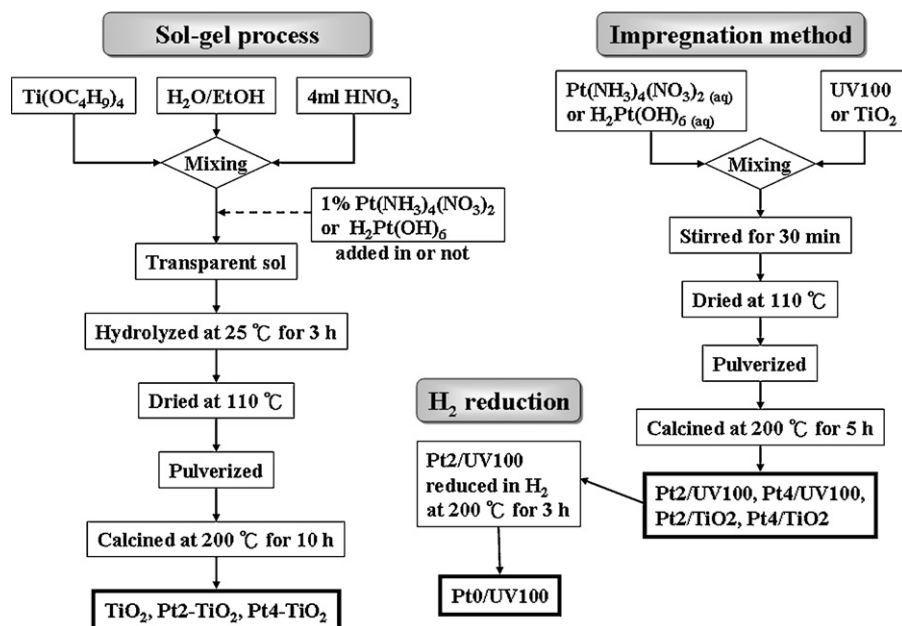 Sol-gel process
Ti(OC₄H₉)₄
H₂O/EtOH
4ml HNO₃
Mixing
1% Pt(NH₃)₄(NO₃)₂
or H₂Pt(OH)₆
added in or not
Transparent sol
Hydrolyzed at 25 ℃ for 3 h
Dried at 110 ℃
Pulverized
Calcined at 200 ℃ for 10 h
TiO₂, Pt2-TiO₂, Pt4-TiO₂
Impregnation method
Pt(NH₃)₄(NO₃)₂ (aq)
or H₂Pt(OH)₆ (aq)
UV100
or TiO₂
Mixing
Stirred for 30 min
Dried at 110 ℃
Pulverized
Calcined at 200 ℃ for 5 h
Pt2/UV100, Pt4/UV100,
Pt2/TiO2, Pt4/TiO2
H₂ reduction
Pt2/UV100
reduced in H₂
at 200 ℃ for 3 h
Pt0/UV100